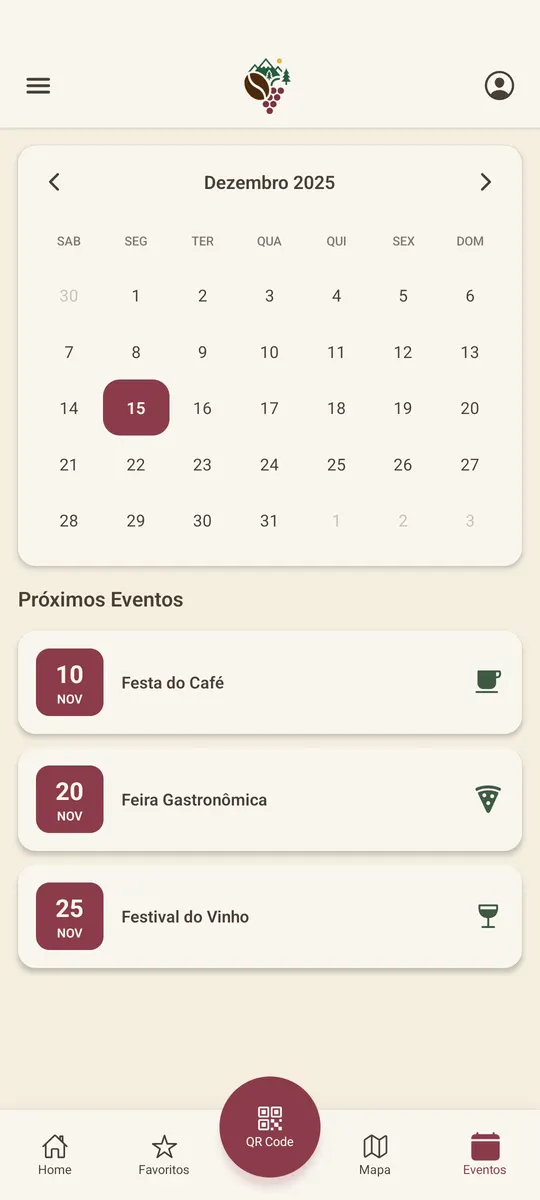 Dezembro 2025
SAB SEG TER QUA QUI SEX DOM
30 1 2 3 4 5 6
7 8 9 10 11 12 13
14 15 16 17 18 19 20
21 22 23 24 25 26 27
28 29 30 31 1 2 3
Próximos Eventos
10
NOV
Festa do Café
20
NOV
Feira Gastronômica
25
NOV
Festival do Vinho
Home
Favoritos
QR Code
Mapa
Eventos